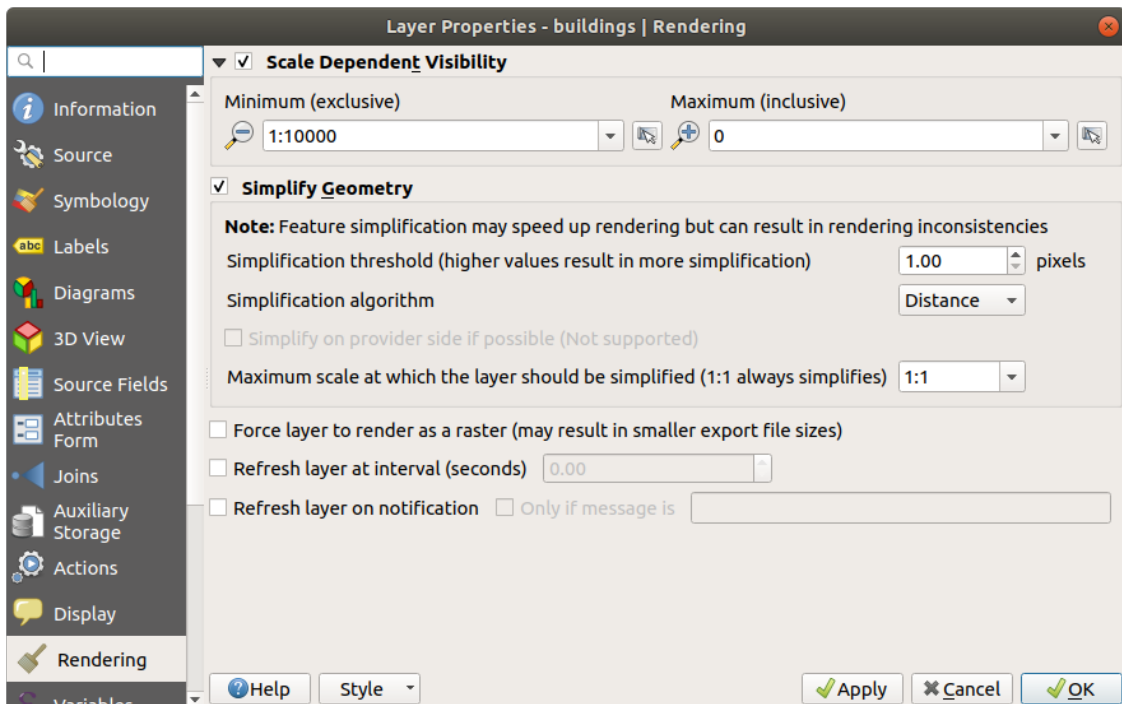 Layer Properties - buildings | Rendering
Information
Source
Symbology
abc Labels
Diagrams
3D View
Source Fields
Attributes
Form
Joins
Auxiliary
Storage
Actions
Display
Rendering
Variables
Scale Dependent Visibility
Minimum (exclusive) Maximum (inclusive)
1:10000 0
Simplify Geometry
Note: Feature simplification may speed up rendering but can result in rendering inconsistencies
Simplification threshold (higher values result in more simplification) 1.00 pixels
Simplification algorithm Distance
Simplify on provider side if possible (Not supported)
Maximum scale at which the layer should be simplified (1:1 always simplifies) 1:1
Force layer to render as a raster (may result in smaller export file sizes)
Refresh layer at interval (seconds) 0.00
Refresh layer on notification Only if message is
Help Style Apply Cancel OK